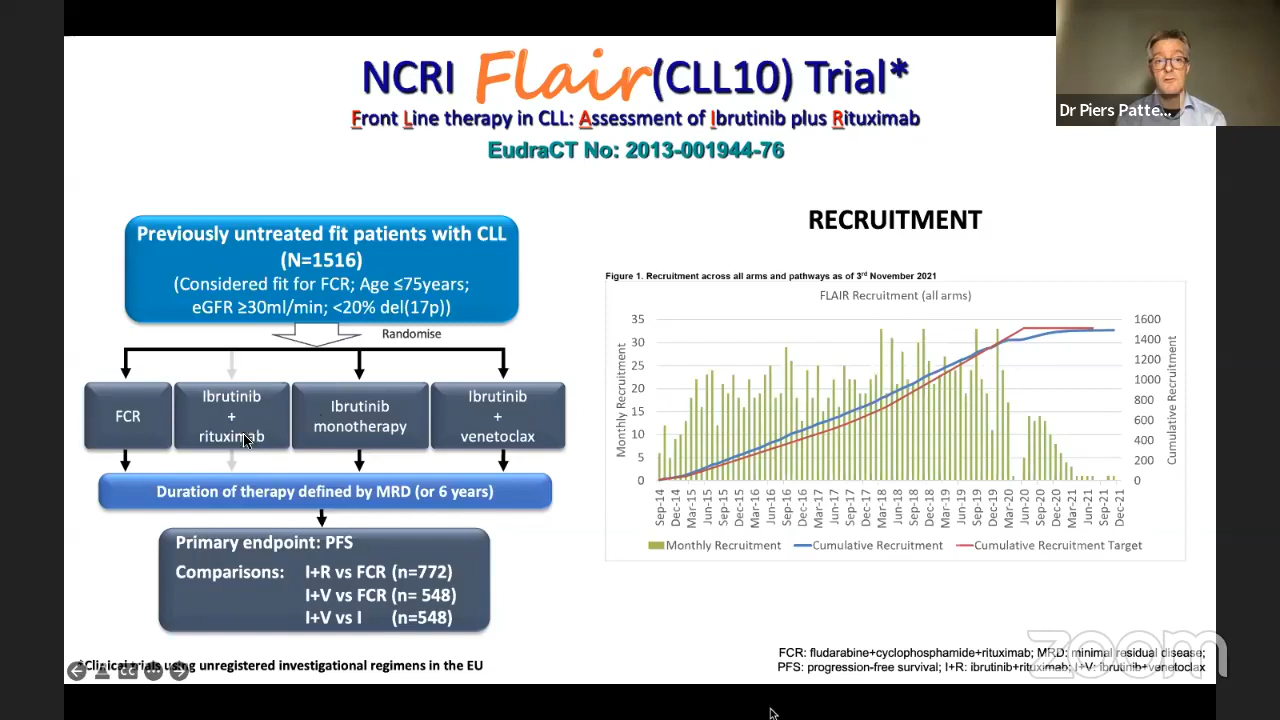 NCRI Flair (CLL10) Trial*
Front Line therapy in CLL: Assessment of Ibrutinib plus Rituximab
EudraCT No: 2013-001944-76
Dr Piers Patte...
Previously untreated fit patients with CLL
(N=1516)
(Considered fit for FCR; Age ≤75years;
eGFR ≥30ml/min; <20% del(17p))
Randomise
FCR
Ibrutinib
+
rituximab
Ibrutinib
monotherapy
Ibrutinib
+
venetoclax
Duration of therapy defined by MRD (or 6 years)
Primary endpoint: PFS
Comparisons: I+R vs FCR (n=772)
I+V vs FCR (n= 548)
I+V vs I (n=548)
*Clinical trials using unregistered investigational regimens in the EU
RECRUITMENT
Figure 1. Recruitment across all arms and pathways as of 3rd November 2021
FLAIR Recruitment (all arms)
Monthly Recruitment
35
30
25
20
15
10
5
0
1600
1400
1200
1000
800
600
400
200
0
Cumulative Recruitment
Sep-14
Dec-14
Mar-15
Jun-15
Sep-15
Dec-15
Mar-16
Jun-16
Sep-16
Dec-16
Mar-17
Jun-17
Sep-17
Dec-17
Mar-18
Jun-18
Sep-18
Dec-18
Mar-19
Jun-19
Sep-19
Dec-19
Mar-20
Jun-20
Sep-20
Dec-20
Mar-21
Jun-21
Sep-21
Dec-21
Monthly Recruitment Cumulative Recruitment Cumulative Recruitment Target
FCR: fludarabine+cyclophosphamide+rituximab; MRD: minimal residual disease;
PFS: progression-free survival; I+R: ibrutinib+rituximab; I+V: ibrutinib+venetoclax
zoom
CC